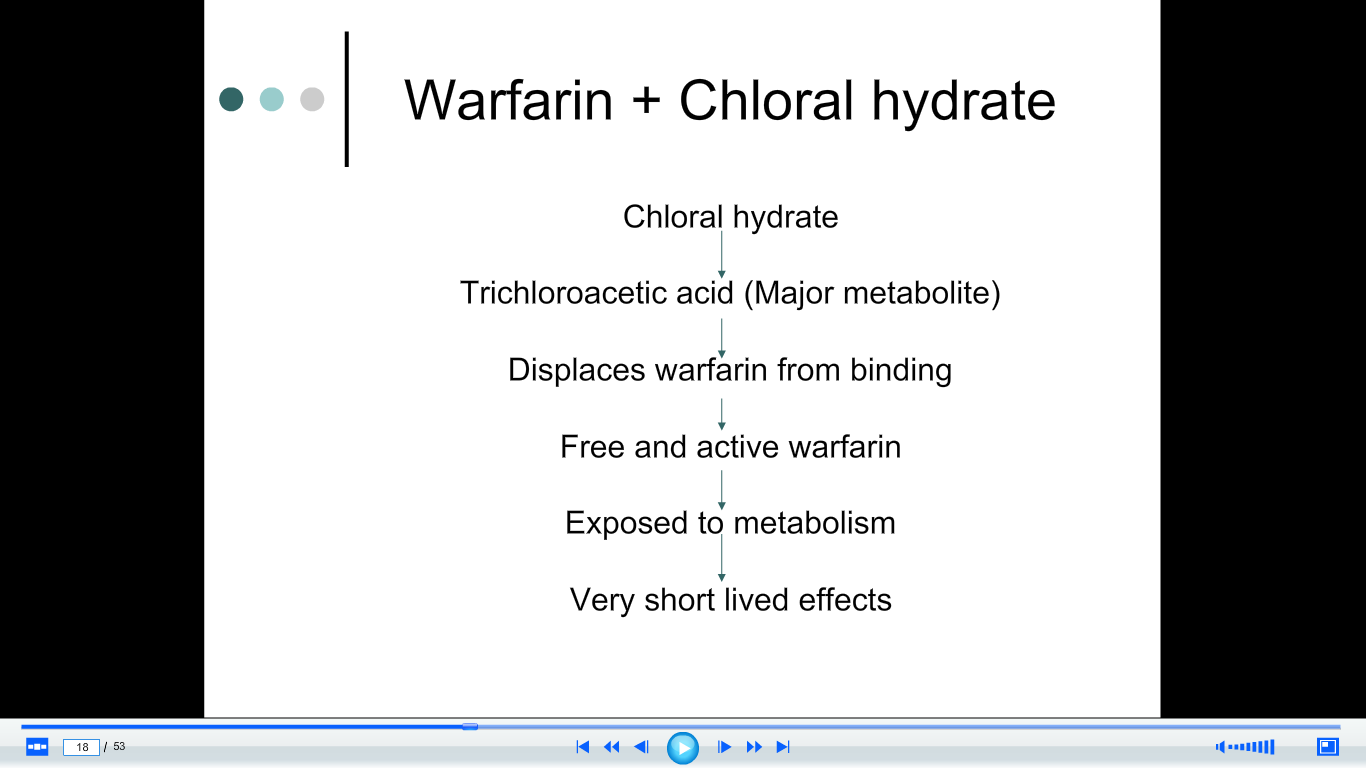 Warfarin + Chloral hydrate
Chloral hydrate
Trichloroacetic acid (Major metabolite)
Displaces warfarin from binding
Free and active warfarin
Exposed to metabolism
Very short lived effects
18 / 53